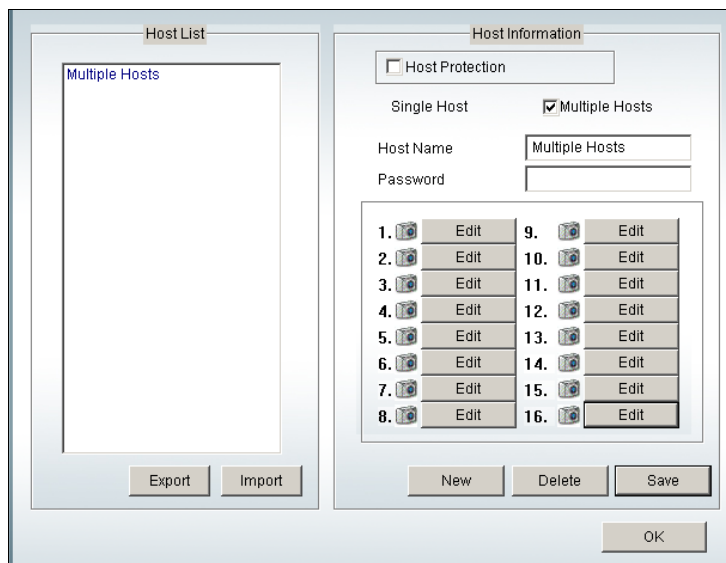 Host List
Multiple Hosts
Export Import
Host Information
Host Protection
Single Host Multiple Hosts
Host Name Multiple Hosts
Password
1. Edit 9. Edit
2. Edit 10. Edit
3. Edit 11. Edit
4. Edit 12. Edit
5. Edit 13. Edit
6. Edit 14. Edit
7. Edit 15. Edit
8. Edit 16. Edit
New Delete Save
OK